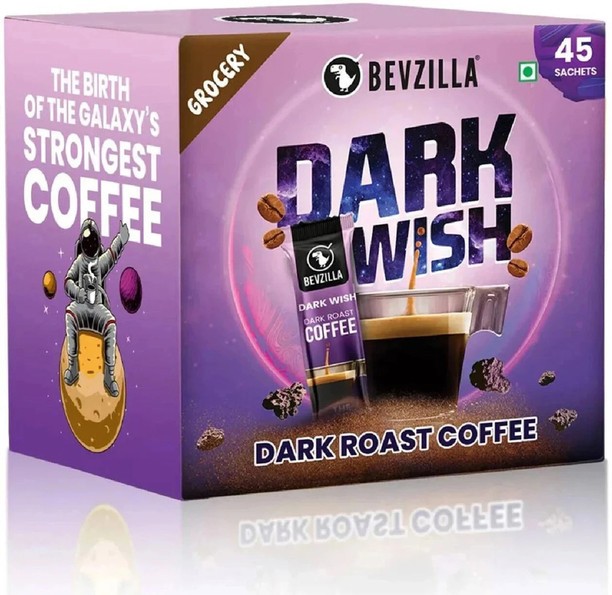 THE BIRTH
OF THE GALAXY'S
STRONGEST
COFFEE
GROCERY
BEVZILLA®
45
SACHETS
DARK
WISH
BEVZILLA
DARK WISH
DARK ROAST
COFFEE
DARK ROAST COFFEE
DARK ROAST COFFEE